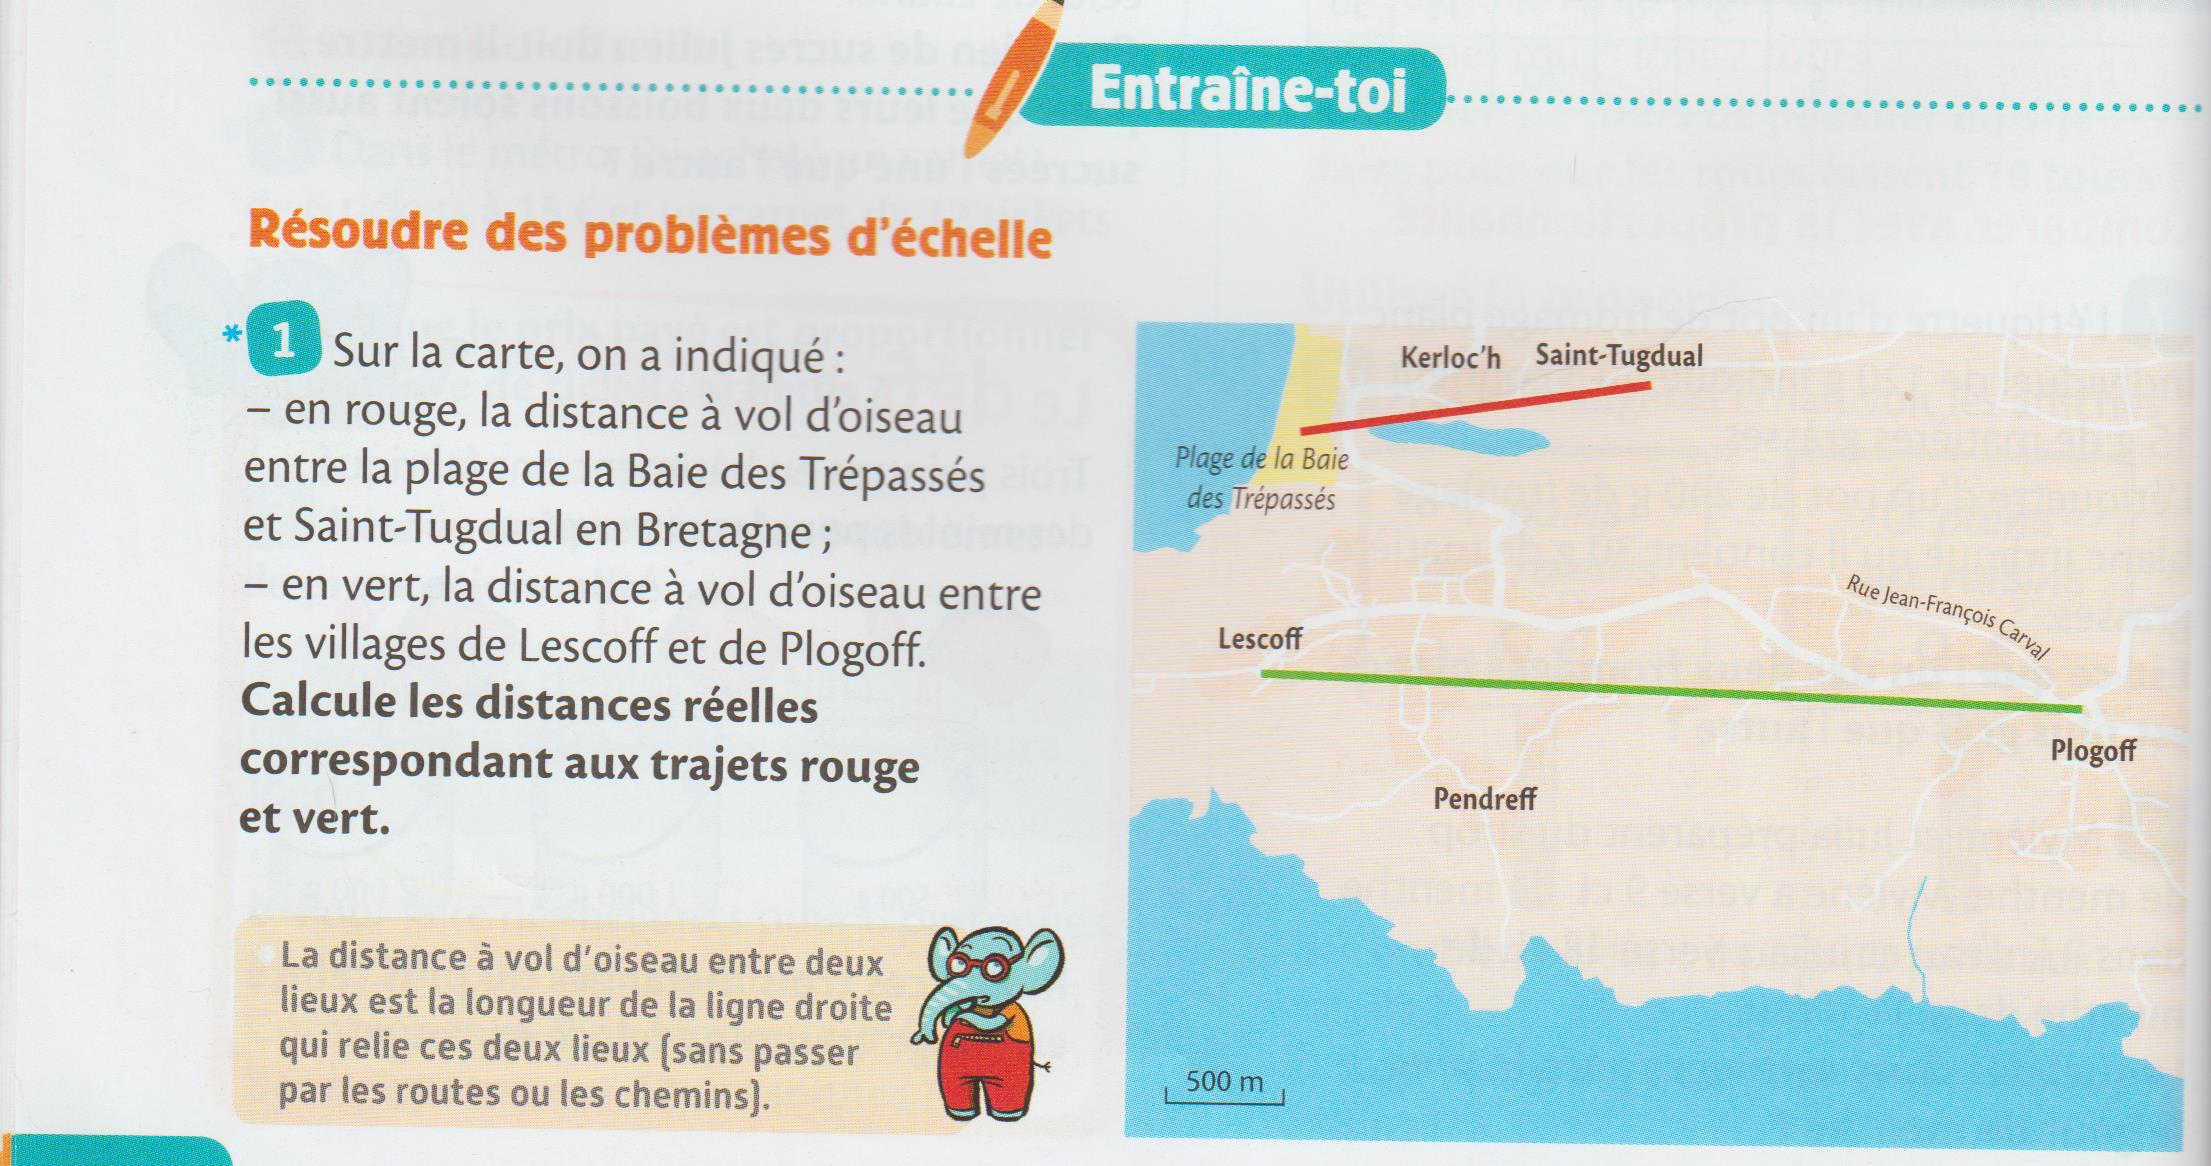 Entraîne-toi
Résoudre des problèmes d'échelle
* 1 Sur la carte, on a indiqué :
– en rouge, la distance à vol d'oiseau
entre la plage de la Baie des Trépassés
et Saint-Tugdual en Bretagne ;
– en vert, la distance à vol d'oiseau entre
les villages de Lescoff et de Plogoff.
Calcule les distances réelles
correspondant aux trajets rouge
et vert.
La distance à vol d'oiseau entre deux
lieux est la longueur de la ligne droite
qui relie ces deux lieux (sans passer
par les routes ou les chemins).
Kerloc'h Saint-Tugdual
Plage de la Baie
des Trépassés
Rue Jean-François Carval
Lescoff
Plogoff
Pendreff
500 m